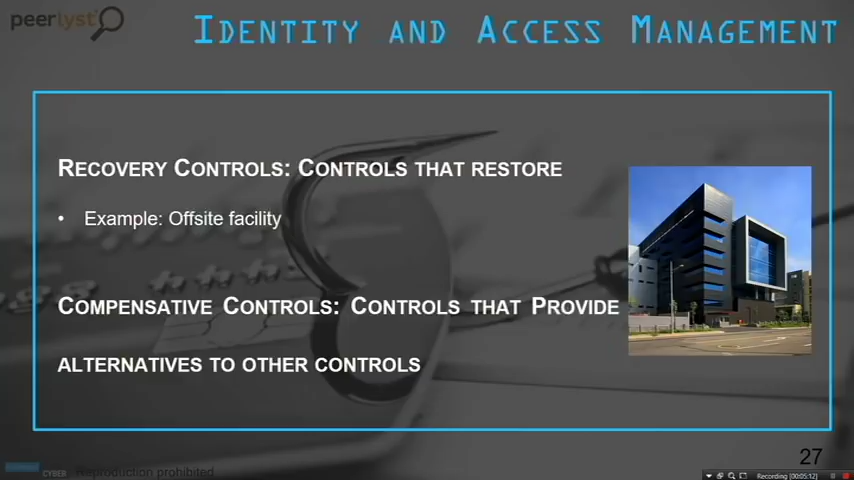 peerlyst
IDENTITY AND ACCESS MANAGEMENT
RECOVERY CONTROLS: CONTROLS THAT RESTORE
• Example: Offsite facility
COMPENSATIVE CONTROLS: CONTROLS THAT PROVIDE
ALTERNATIVES TO OTHER CONTROLS
27
CYBER
Reproduction prohibited
Recording [00:05:12]